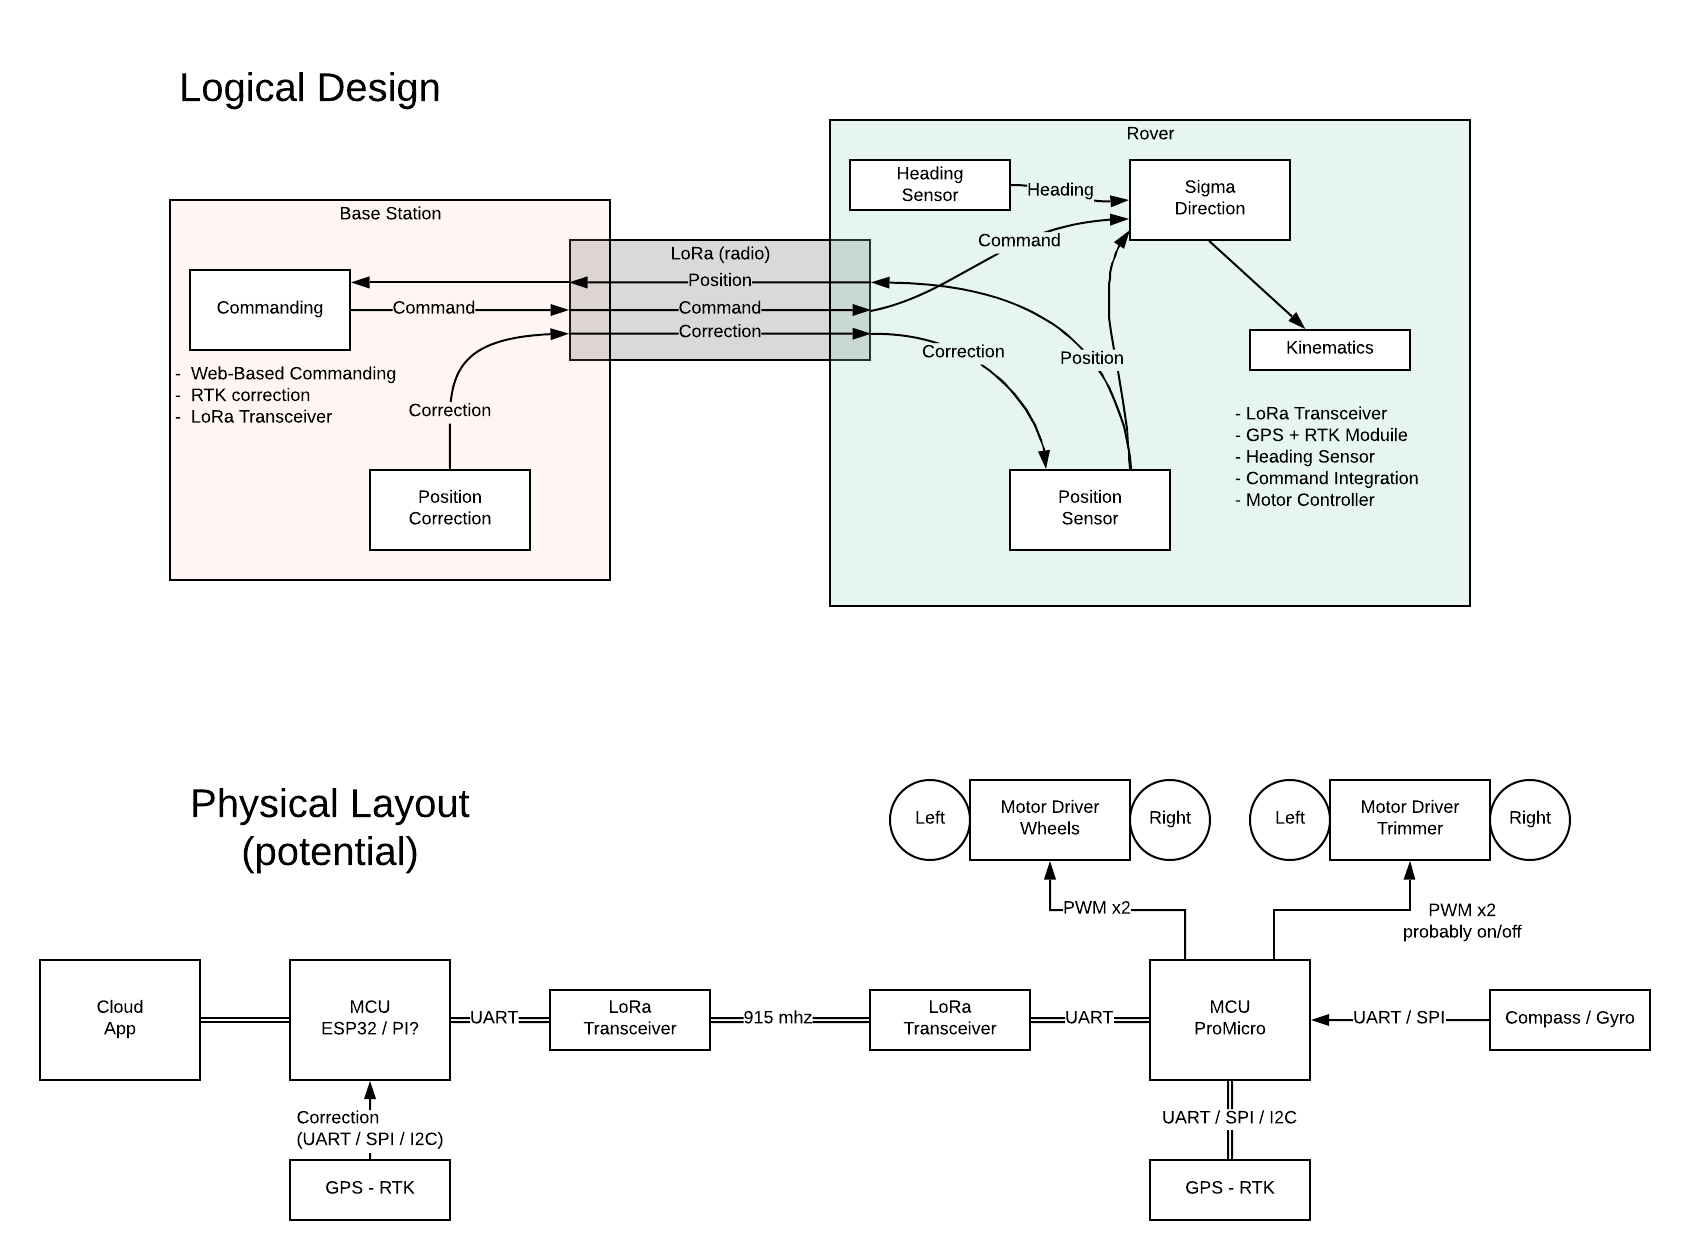 Logical Design
Rover
Heading
Sensor
Heading
Sigma
Direction
Base Station
Command
LoRa (radio)
Position
Commanding
Command
Command
Correction
Correction
Position
Kinematics
- Web-Based Commanding
- RTK correction
- LoRa Transceiver
Correction
- LoRa Transceiver
- GPS + RTK Moduile
- Heading Sensor
- Command Integration
- Motor Controller
Position
Correction
Position
Sensor
Physical Layout
(potential)
Left
Motor Driver
Wheels
Right
Left
Motor Driver
Trimmer
Right
PWM x2
PWM x2
probably on/off
Cloud
App
MCU
ESP32 / PI?
UART
LoRa
Transceiver
915 mhz
LoRa
Transceiver
UART
MCU
ProMicro
UART / SPI
Compass / Gyro
Correction
(UART / SPI / I2C)
UART / SPI / I2C
GPS - RTK
GPS - RTK